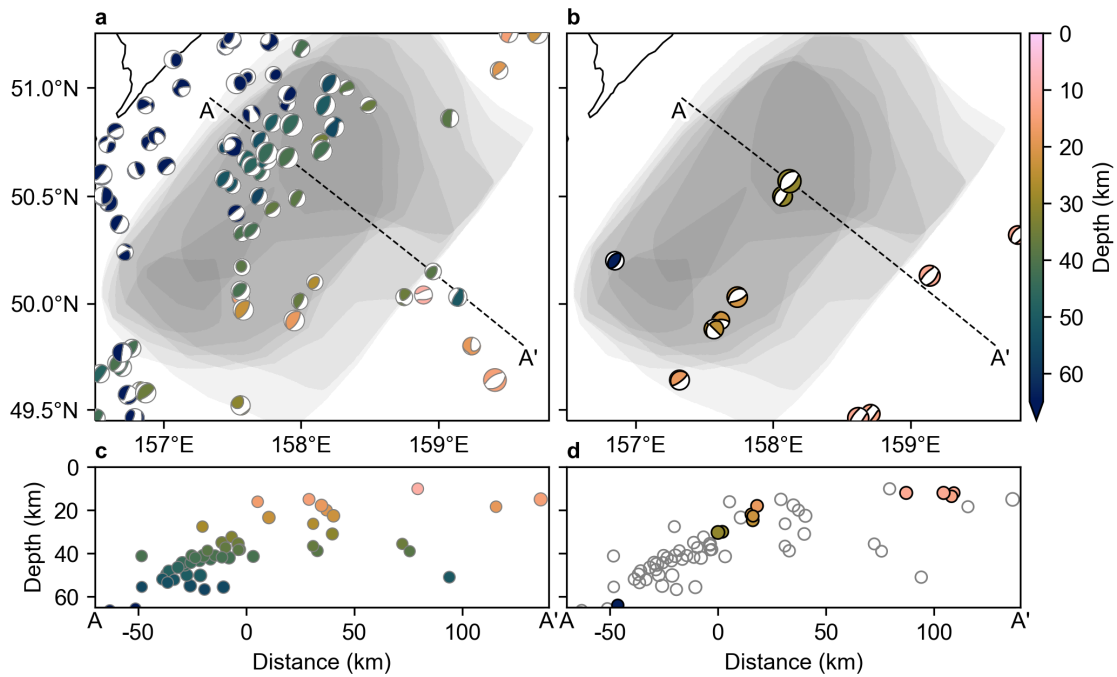 a
b
51.0°N
50.5°N
50.0°N
49.5°N
A
A'
A
A'
157°E
158°E
159°E
157°E
158°E
159°E
0
10
20
30
40
50
60
Depth (km)
c
d
0
20
40
60
Depth (km)
A
A'
A
A'
-50
0
50
100
-50
0
50
100
Distance (km)
Distance (km)